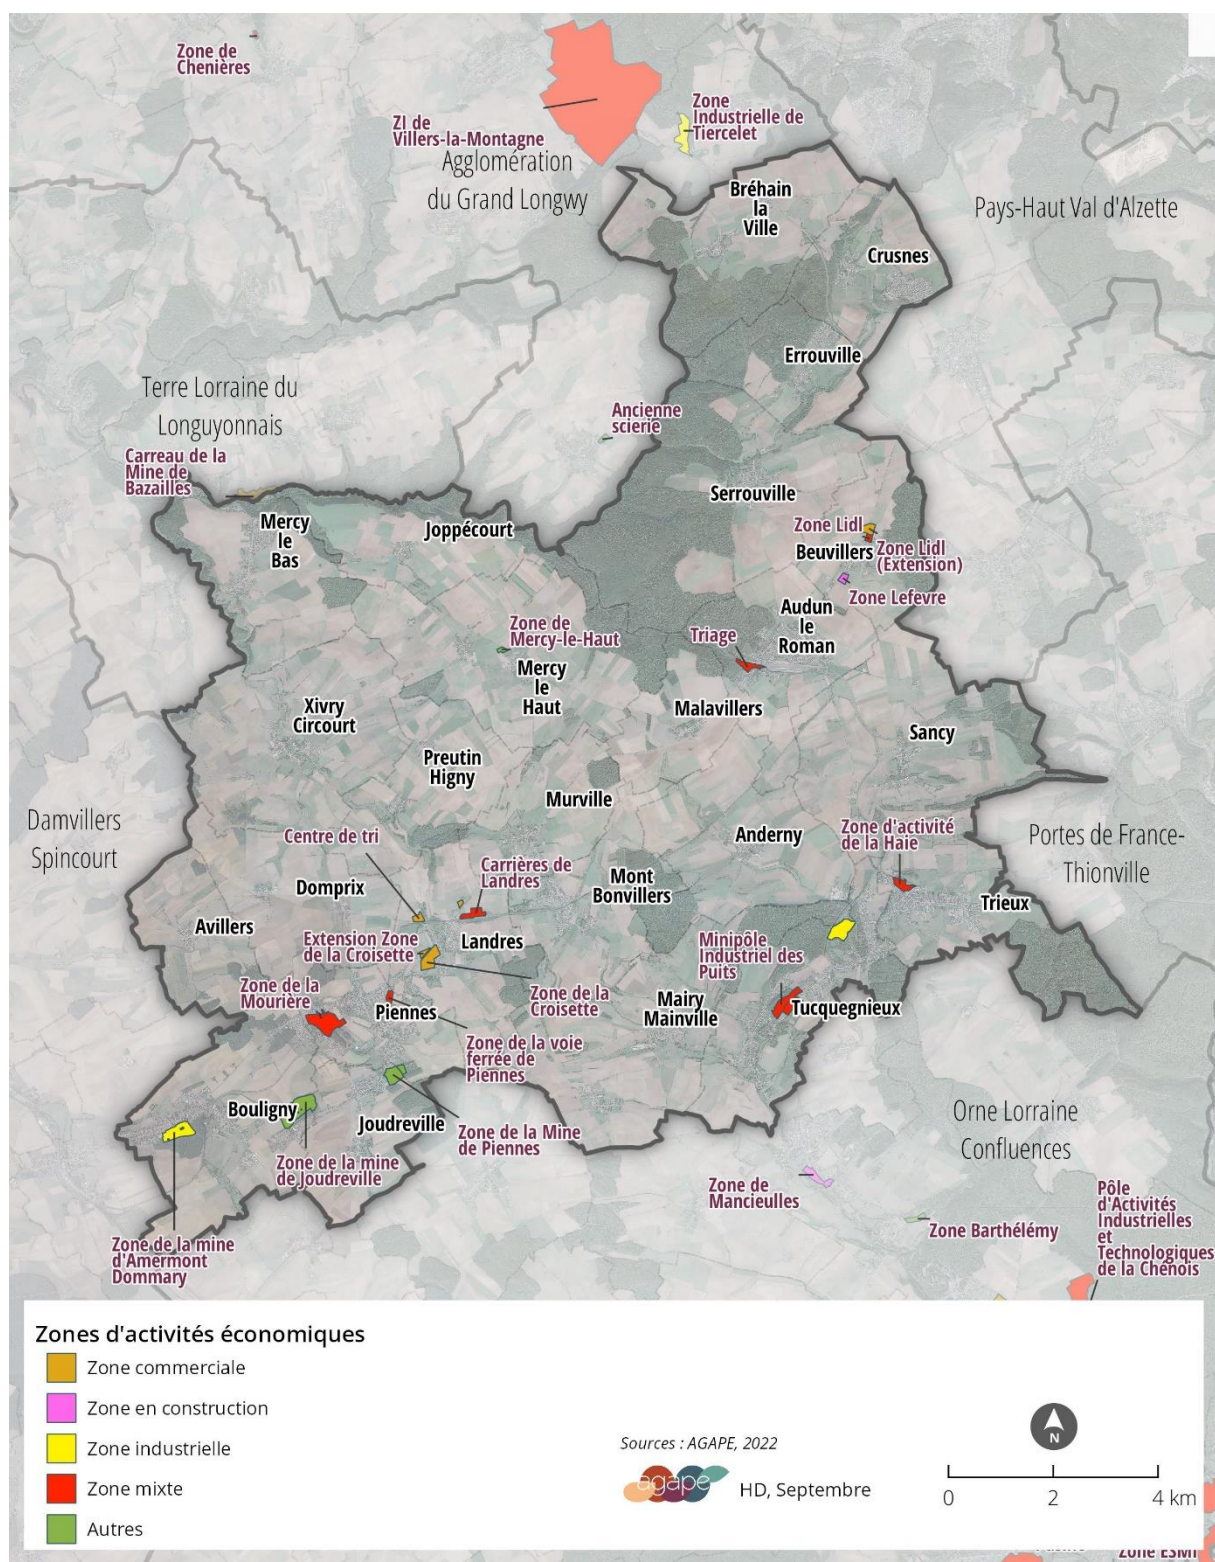 Zone de
Chenières
ZI de
Villers-la-Montagne
Zone
Industrielle de
Tiercelet
Agglomération
du Grand Longwy
Bréhain
la
Ville
Pays-Haut Val d'Alzette
Crusnes
Errouville
Terre Lorraine du
Longuyonnais
Ancienne
scierie
Carreau de la
Mine de
Bazailles
Serrouville
Mercy
le
Bas
Joppécourt
Zone Lidl
Beuvillers
Zone Lidl
(Extension)
Zone Lefevre
Audun
le
Roman
Zone de
Mercy-le-Haut
Triage
Mercy
le
Haut
Xivry
Circourt
Malavillers
Sancy
Preutin
Higny
Murville
Damvillers
Spincourt
Anderny
Zone d'activité
de la Haie
Portes de France-
Thionville
Centre de tri
Carrières de
Landres
Domprix
Mont
Bonvillers
Trieux
Avillers
Extension Zone
de la Croisette
Landres
Minipôle
Industriel des
Puits
Zone de la
Mourière
Zone de la
Croisette
Piennes
Mairy
Mainville
Tucquegnieux
Zone de la voie
ferrée de
Piennes
Bouligny
Joudreville
Orne Lorraine
Confluences
Zone de la Mine
de Piennes
Zone de la mine
de Joudreville
Zone de
Mancieulles
Pôle
d'Activités
Industrielles
et
Technologiques
de la Chénois
Zone Barthélémy
Zone de la mine
d'Amermont
Dommary
Zones d'activités économiques
Zone commerciale
Zone en construction
Zone industrielle
Zone mixte
Autres
Sources : AGAPE, 2022
agape
HD, Septembre
N
0 2 4 km
Zone ESMI